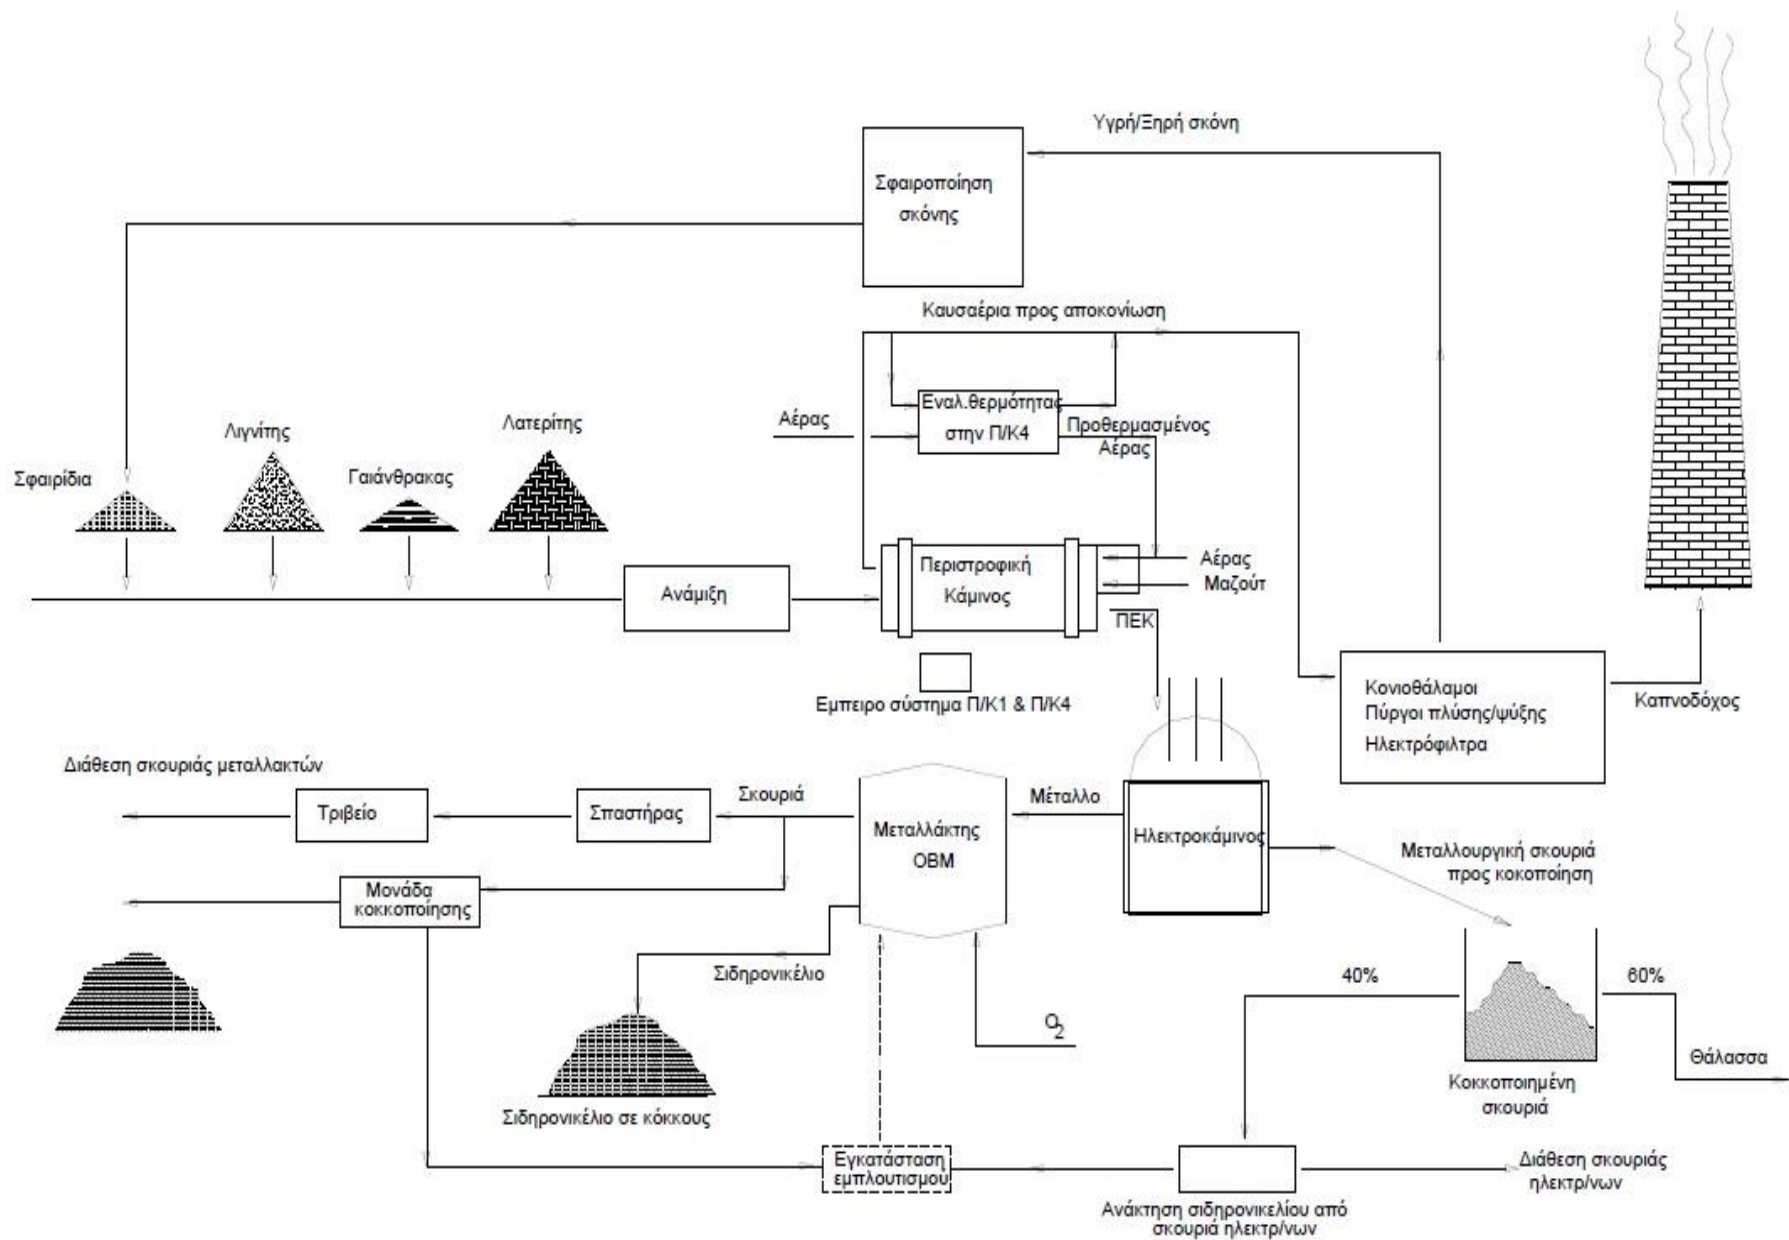 Υγρή/Ξηρή σκόνη
Σφαιροποίηση
σκόνης
Καυσαέρια προς αποκονίωση
Εναλ.θερμότητας
στην Π/Κ4
Αέρας
Προθερμασμένος
Αέρας
Σφαιρίδια
Λιγνίτης
Γαιάνθρακας
Λατερίτης
Ανάμιξη
Περιστροφική
Κάμινος
Αέρας
Μαζούτ
ΠΕΚ
Εμπειρο σύστημα Π/Κ1 & Π/Κ4
Κονιοθάλαμοι
Πύργοι πλύσης/ψύξης
Ηλεκτρόφιλτρα
Καπνοδόχος
Διάθεση σκουριάς μεταλλακτών
Τριβείο
Σπαστήρας
Σκουριά
Μεταλλάκτης
ΟΒΜ
Μέταλλο
Ηλεκτροκάμινος
Μεταλλουργική σκουριά
προς κοκοποίηση
Μονάδα
κοκκοποίησης
Σιδηρονικέλιο
40%
60%
O2
Θάλασσα
Κοκκοποιημένη
σκουριά
Σιδηρονικέλιο σε κόκκους
Εγκατάσταση
εμπλουτισμου
Διάθεση σκουριάς
ηλεκτρ/νων
Ανάκτηση σιδηρονικελίου από
σκουριά ηλεκτρ/νων